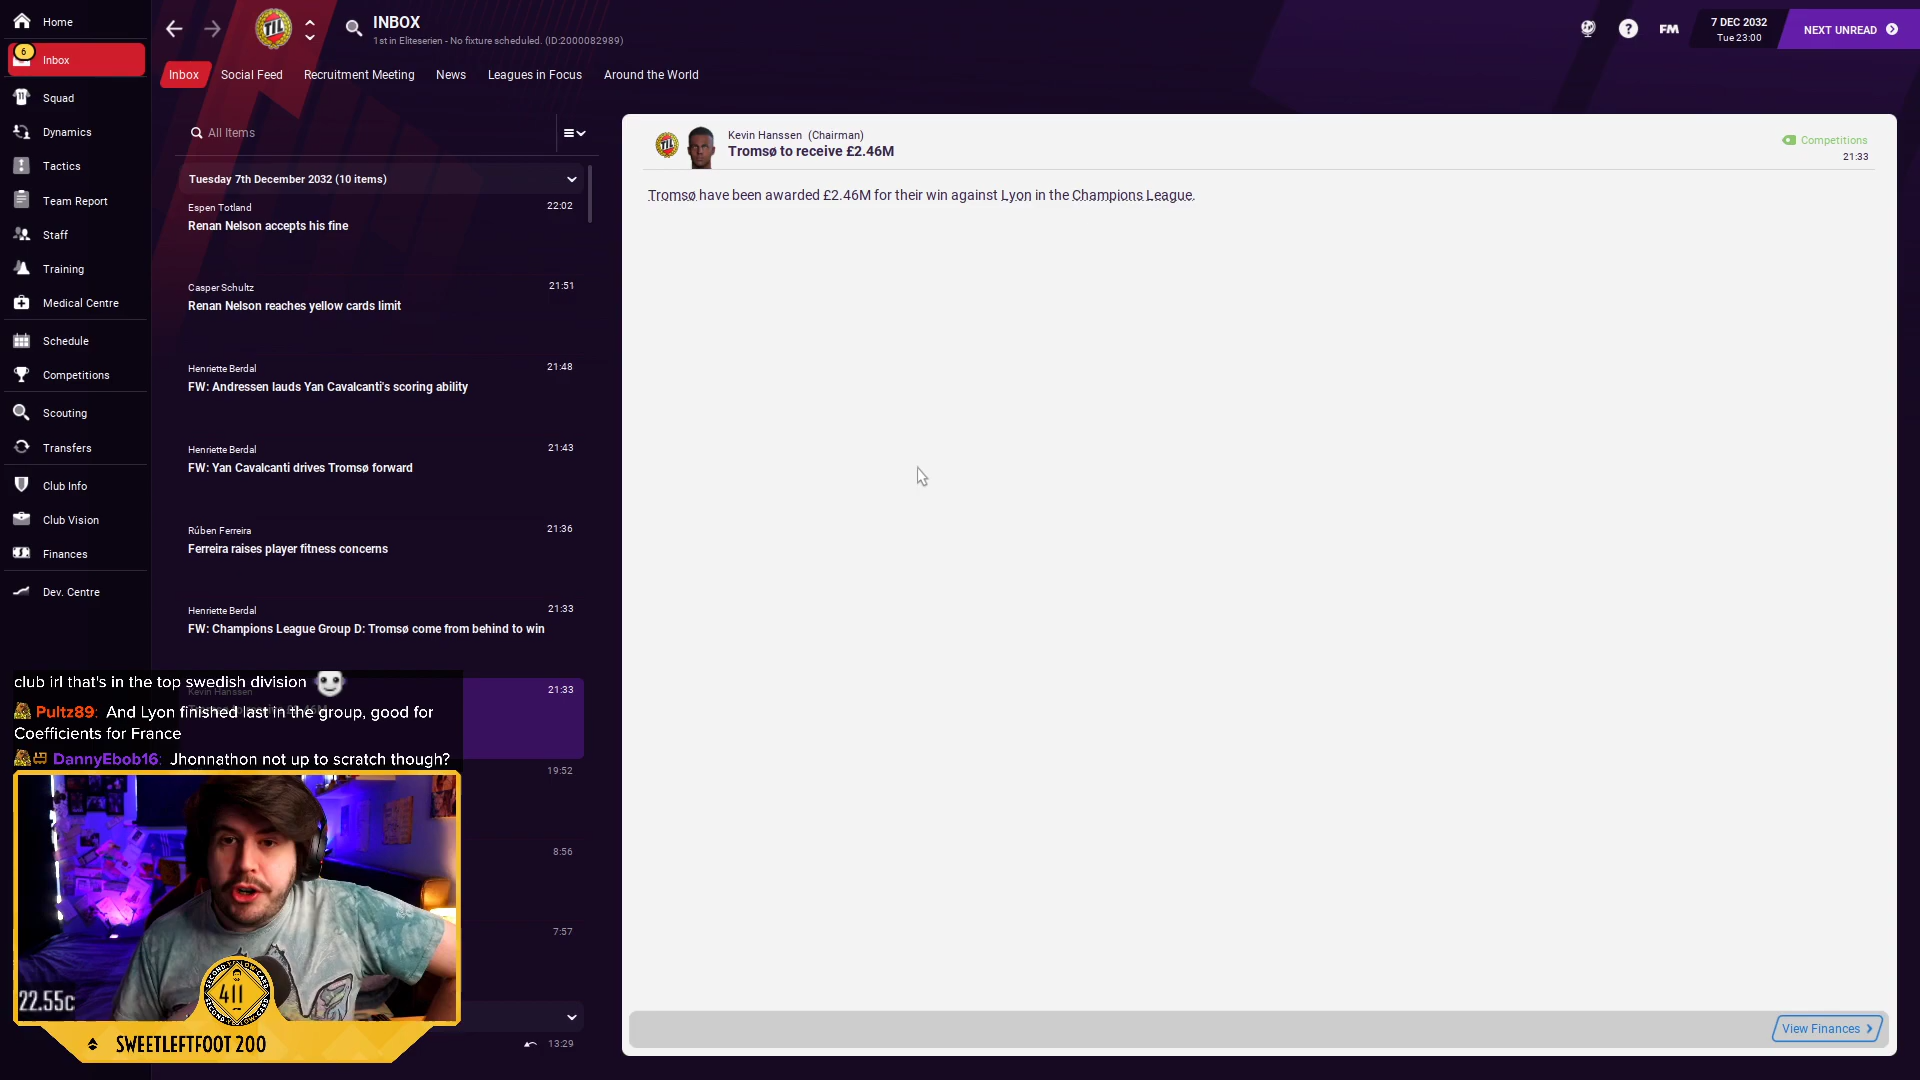 Home
6
Inbox
Squad
Dynamics
Tactics
Team Report
Staff
Training
Medical Centre
Schedule
Competitions
Scouting
Transfers
Club Info
Club Vision
Finances
Dev. Centre
TIL
INBOX
1st in Eliteserien - No fixture scheduled. (ID:2000082989)
FM
7 DEC 2032
Tue 23:00
NEXT UNREAD
Inbox Social Feed Recruitment Meeting News Leagues in Focus Around the World
All Items
Tuesday 7th December 2032 (10 items)
Espen Totland 22:02
Renan Nelson accepts his fine
Casper Schultz 21:51
Renan Nelson reaches yellow cards limit
Henriette Berdal 21:48
FW: Andressen lauds Yan Cavalcanti's scoring ability
Henriette Berdal 21:43
FW: Yan Cavalcanti drives Tromsø forward
Rúben Ferreira 21:36
Ferreira raises player fitness concerns
Henriette Berdal 21:33
FW: Champions League Group D: Tromsø come from behind to win
Kevin Hanssen 21:33
19:52
8:56
7:57
13:29
Kevin Hanssen (Chairman)
Tromsø to receive £2.46M
Competitions
21:33
Tromsø have been awarded £2.46M for their win against Lyon in the Champions League.
View Finances
club irl that's in the top swedish division
Pultz89: And Lyon finished last in the group, good for
Coefficients for France
DannyEbob16: Jhonnathon not up to scratch though?
22.55c
SECOND YELLOW CARD
411
SWEETLEFTFOOT 200